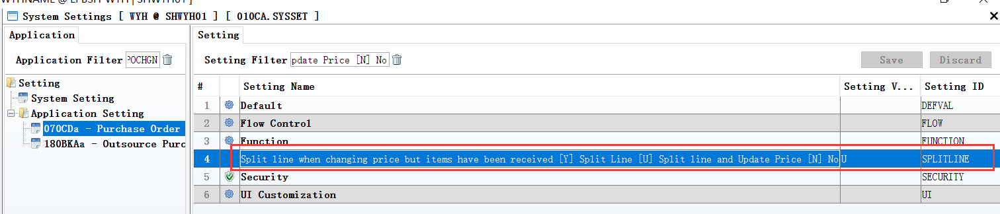 System Settings [ WYH @ SHWYH01 ] [ 010CA.SYSSET ]
Application
Setting
Application Filter POCHGN
Setting Filter pdate Price [N] No
Save
Discard
Setting
System Setting
Application Setting
070CDa - Purchase Order
180BKAa - Outsource Purc
# Setting Name Setting V... Setting ID
1 Default DEFVAL
2 Flow Control FLOW
3 Function FUNCTION
4 Split line when changing price but items have been received [Y] Split Line [U] Split line and Update Price [N] No U SPLITLINE
5 Security SECURITY
6 UI Customization UI